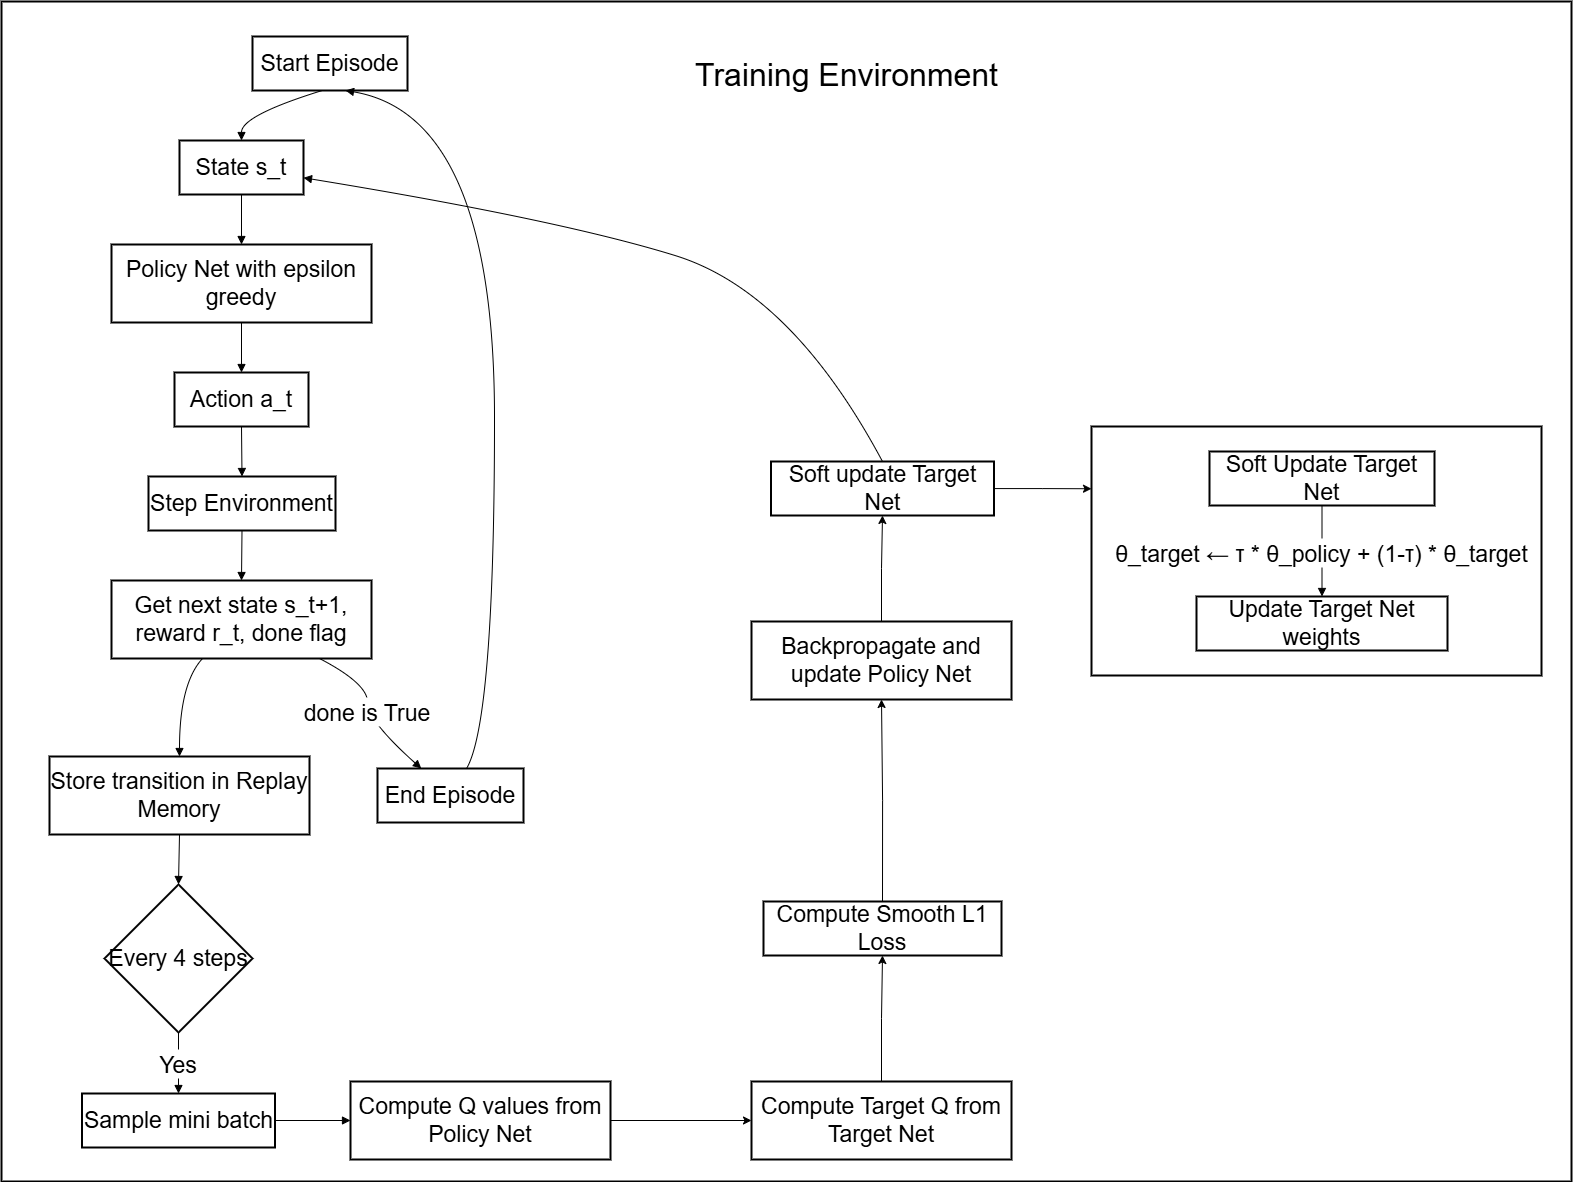 Training Environment
Start Episode
State s_t
Policy Net with epsilon
greedy
Action a_t
Step Environment
Get next state s_t+1,
reward r_t, done flag
done is True
Store transition in Replay
Memory
End Episode
Every 4 steps
Yes
Sample mini batch
Compute Q values from
Policy Net
Compute Target Q from
Target Net
Compute Smooth L1
Loss
Backpropagate and
update Policy Net
Soft update Target
Net
Soft Update Target
Net
θ_target ← τ * θ_policy + (1-τ) * θ_target
Update Target Net
weights